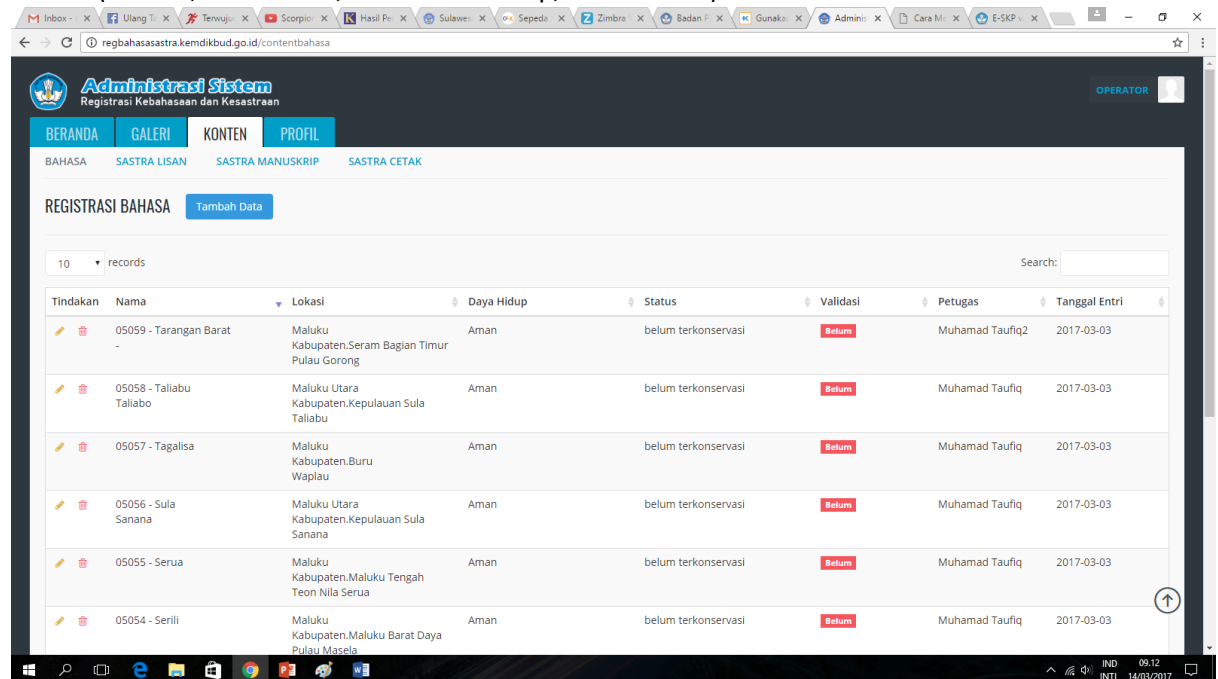 Inbox - 
Ulang T
Terwuju
Scorpion
Hasil Pe
Sulawes
Sepeda
Zimbra
Badan P
Gunakan
Adminis
Cara Me
E-SKP v
regbahasasastra.kemdikbud.go.id/contentbahasa
Administrasi Sistem
Registrasi Kebahasaan dan Kesastraan
OPERATOR
BERANDA GALERI KONTEN PROFIL
BAHASA SASTRA LISAN SASTRA MANUSKRIP SASTRA CETAK
REGISTRASI BAHASA Tambah Data
10 records Search:
Tindakan Nama Lokasi Daya Hidup Status Validasi Petugas Tanggal Entri
05059 - Tarangan Barat Maluku Aman belum terkonservasi Belum Muhamad Taufiq2 2017-03-03
- Kabupaten.Seram Bagian Timur
Pulau Gorong
05058 - Taliabu Maluku Utara Aman belum terkonservasi Belum Muhamad Taufiq 2017-03-03
Taliabo Kabupaten.Kepulauan Sula
Taliabu
05057 - Tagalisa Maluku Aman belum terkonservasi Belum Muhamad Taufiq 2017-03-03
Kabupaten.Buru
Waplau
05056 - Sula Maluku Utara Aman belum terkonservasi Belum Muhamad Taufiq 2017-03-03
Sanana Kabupaten.Kepulauan Sula
Sanana
05055 - Serua Maluku Aman belum terkonservasi Belum Muhamad Taufiq 2017-03-03
Kabupaten.Maluku Tengah
Teon Nila Serua
05054 - Serili Maluku Aman belum terkonservasi Belum Muhamad Taufiq 2017-03-03
Kabupaten.Maluku Barat Daya
Pulau Masela
IND 09.12
INTL 14/03/2017